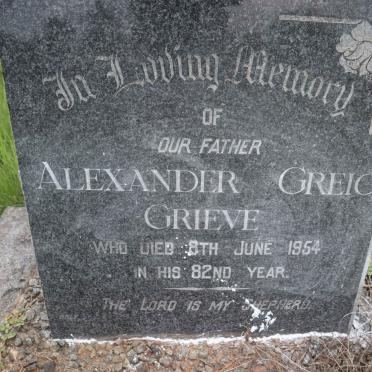 In Loving Memory
OF
OUR FATHER
ALEXANDER GREIG
GRIEVE
WHO DIED 8TH JUNE 1954
IN HIS 82ND YEAR.
THE LORD IS MY SHEPHERD